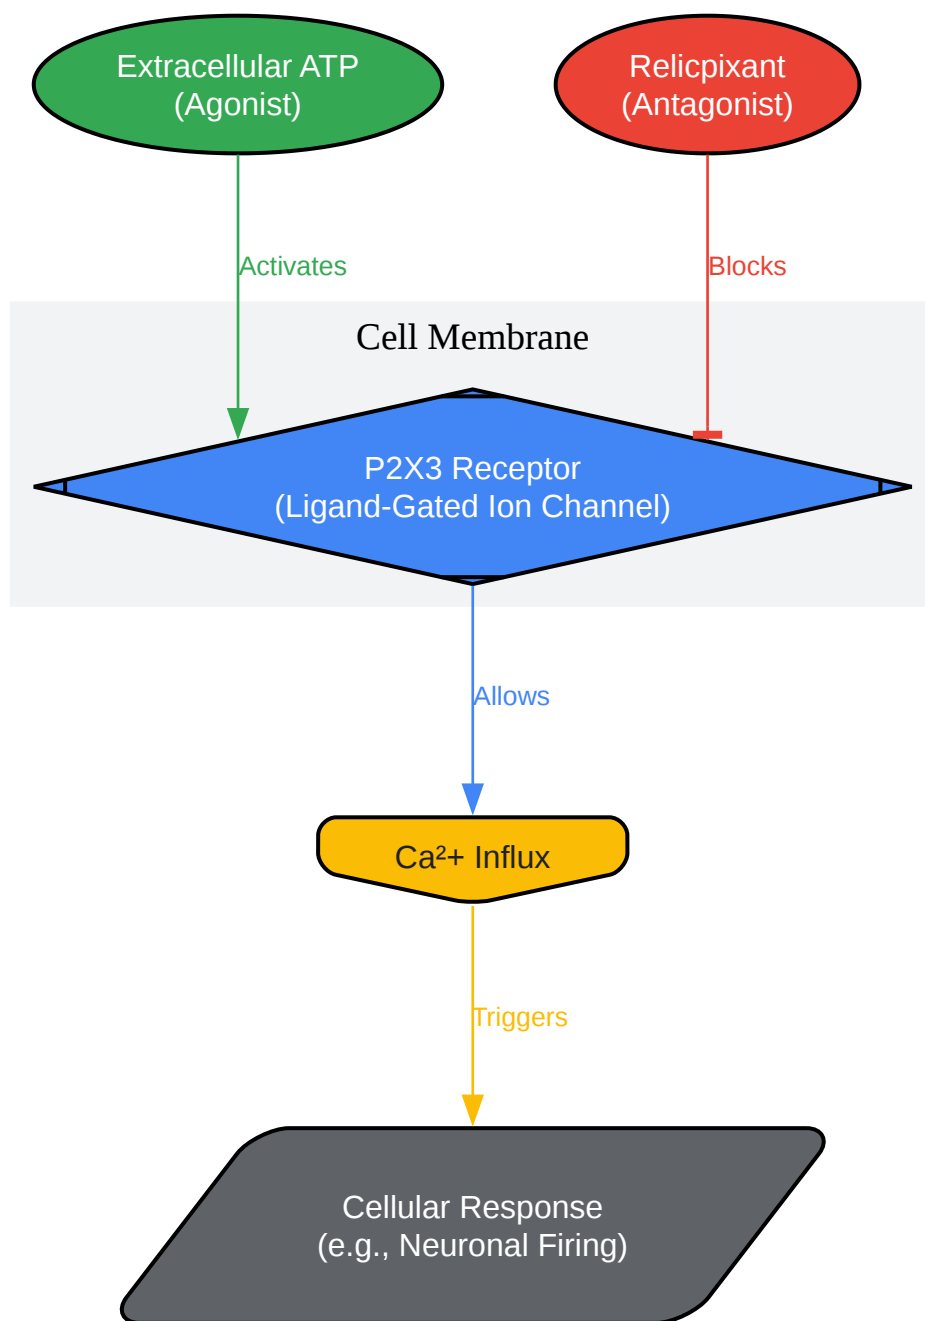 Extracellular ATP
(Agonist)
Relicpixant
(Antagonist)
Activates
Blocks
Cell Membrane
P2X3 Receptor
(Ligand-Gated Ion Channel)
Allows
Ca²+ Influx
Triggers
Cellular Response
(e.g., Neuronal Firing)